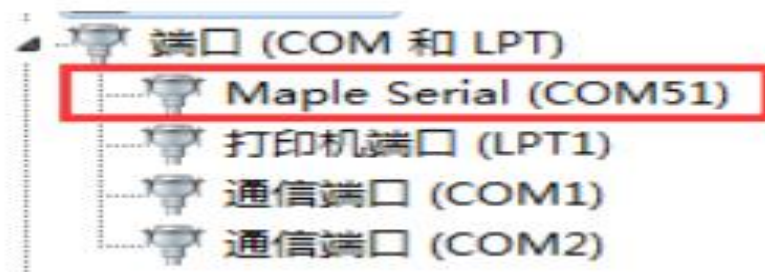 端口 (COM 和 LPT)
Maple Serial (COM51)
打印机端口 (LPT1)
通信端口 (COM1)
通信端口 (COM2)